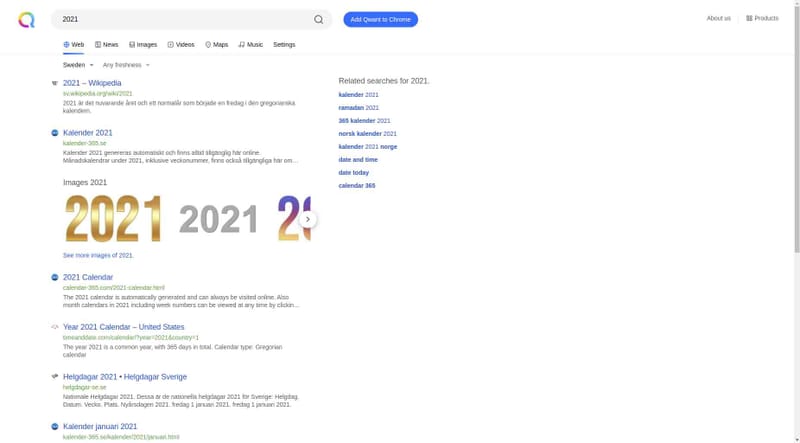 2021
Add Qwant to Chrome
About us
Products
Web
News
Images
Videos
Maps
Music
Settings
Sweden
Any freshness
2021 – Wikipedia
sv.wikipedia.org/wiki/2021
2021 är det nuvarande året och ett normalår som började en fredag i den gregorianska
kalendern.
Kalender 2021
kalender-365.se
Kalender 2021 genereras automatiskt och finns alltid tillgänglig här online.
Månadskalendrar under 2021, inklusive veckonummer, finns också tillgängliga här om...
Images 2021
2021
2021
See more images of 2021.
2021 Calendar
calendar-365.com/2021-calendar.html
The 2021 calendar is automatically generated and can always be visited online. Also
month calendars in 2021 including week numbers can be viewed at any time by clickin...
Year 2021 Calendar – United States
timeanddate.com/calendar/?year=2021&country=1
The year 2021 is a common year, with 365 days in total. Calendar type: Gregorian
calendar
Helgdagar 2021 • Helgdagar Sverige
helgdagar-se.se
Nationale Helgdagar 2021. Dessa är de nationella helgdagar 2021 för Sverige: Helgdag.
Datum. Vecka. Plats. Nyårsdagen 2021. fredag 1 januari 2021. fredag 1 januari 2021.
Kalender januari 2021
kalender-365.se/kalender/2021/januari.html
Related searches for 2021.
kalender 2021
ramadan 2021
365 kalender 2021
norsk kalender 2021
kalender 2021 norge
date and time
date today
calendar 365